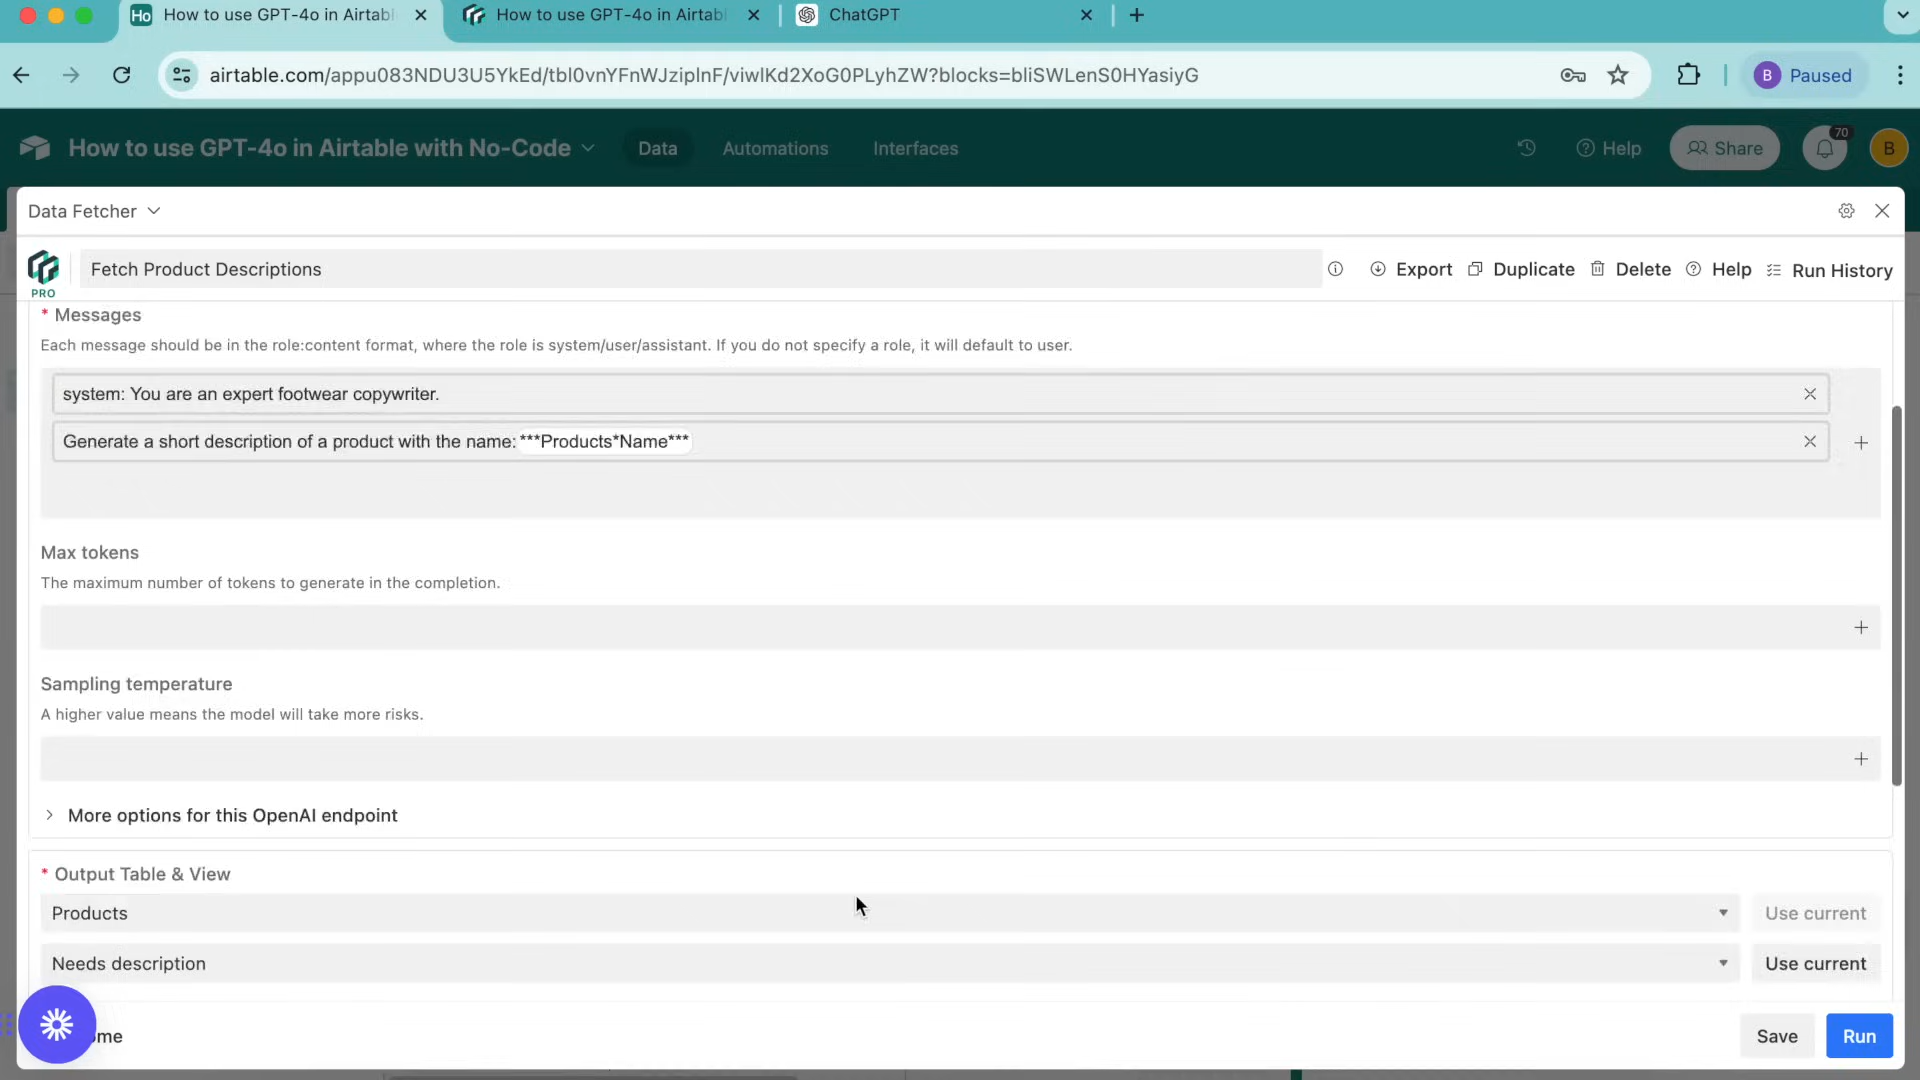 Ho How to use GPT-4o in Airtabl
How to use GPT-4o in Airtabl
ChatGPT
airtable.com/appu083NDU3U5YkEd/tbl0vnYFnWJziplnF/viwlKd2XoG0PLyhZW?blocks=bliSWLenS0HYasiyG
B Paused
How to use GPT-4o in Airtable with No-Code
Data
Automations
Interfaces
Help
Share
70
B
Data Fetcher
PRO
Fetch Product Descriptions
Export
Duplicate
Delete
Help
Run History
* Messages
Each message should be in the role:content format, where the role is system/user/assistant. If you do not specify a role, it will default to user.
system: You are an expert footwear copywriter.
Generate a short description of a product with the name: ***Products*Name***
Max tokens
The maximum number of tokens to generate in the completion.
Sampling temperature
A higher value means the model will take more risks.
More options for this OpenAI endpoint
* Output Table & View
Products
Use current
Needs description
Use current
ome
Save
Run